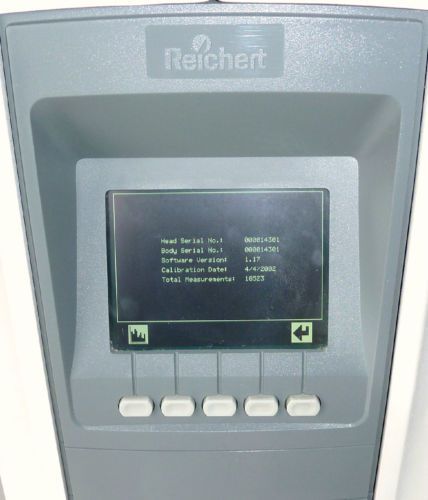 Reichert
Head Serial No.: 000014301
Body Serial No.: 000014301
Software Version: 1.17
Calibration Date: 4/4/2002
Total Measurements: 18523